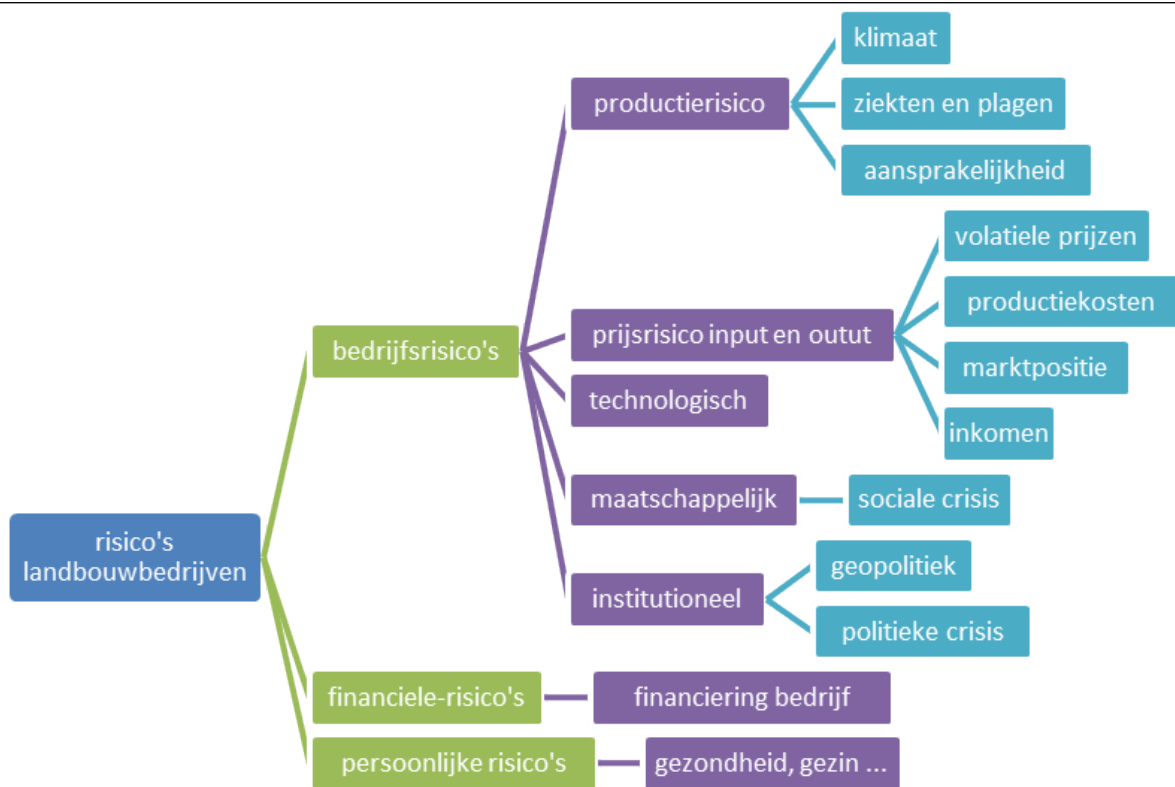 klimaat
productierisico
ziekten en plagen
aansprakelijkheid
volatiele prijzen
productiekosten
prijsrisico input en outut
bedrijfsrisico's
marktpositie
technologisch
inkomen
maatschappelijk
sociale crisis
risico's
landbouwbedrijven
geopolitiek
institutioneel
politieke crisis
financiele-risico's
financiering bedrijf
persoonlijke risico's
gezondheid, gezin ...